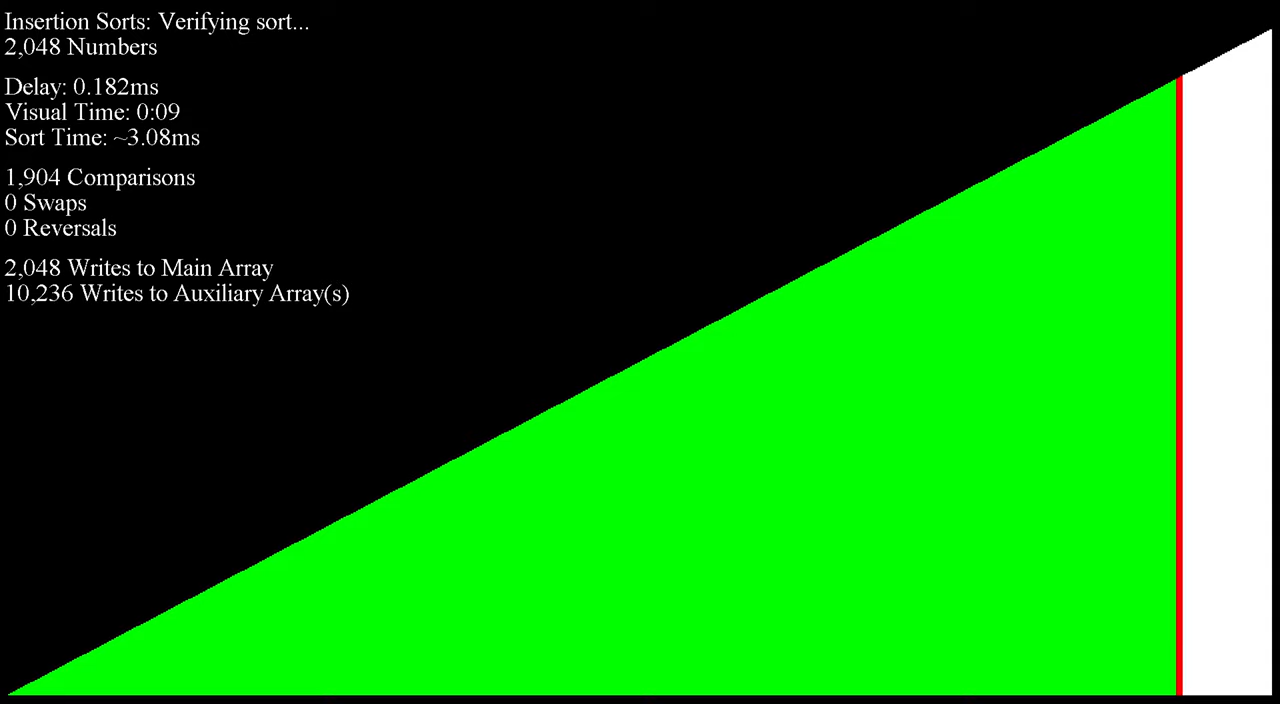 Insertion Sorts: Verifying sort...
2,048 Numbers
Delay: 0.182ms
Visual Time: 0:09
Sort Time: ~3.08ms
1,904 Comparisons
0 Swaps
0 Reversals
2,048 Writes to Main Array
10,236 Writes to Auxiliary Array(s)